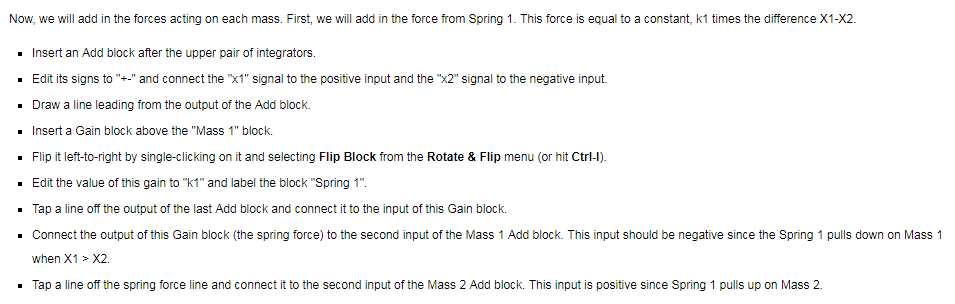 Now, we will add in the forces acting on each mass. First, we will add in the force from Spring 1. This force is equal to a constant, k1 times the difference X1-X2.
▪ Insert an Add block after the upper pair of integrators.
▪ Edit its signs to "+-" and connect the "x1" signal to the positive input and the "x2" signal to the negative input.
▪ Draw a line leading from the output of the Add block.
▪ Insert a Gain block above the "Mass 1" block.
▪ Flip it left-to-right by single-clicking on it and selecting Flip Block from the Rotate & Flip menu (or hit Ctrl-I).
▪ Edit the value of this gain to "k1" and label the block "Spring 1".
▪ Tap a line off the output of the last Add block and connect it to the input of this Gain block.
▪ Connect the output of this Gain block (the spring force) to the second input of the Mass 1 Add block. This input should be negative since the Spring 1 pulls down on Mass 1
when X1 > X2.
▪ Tap a line off the spring force line and connect it to the second input of the Mass 2 Add block. This input is positive since Spring 1 pulls up on Mass 2.